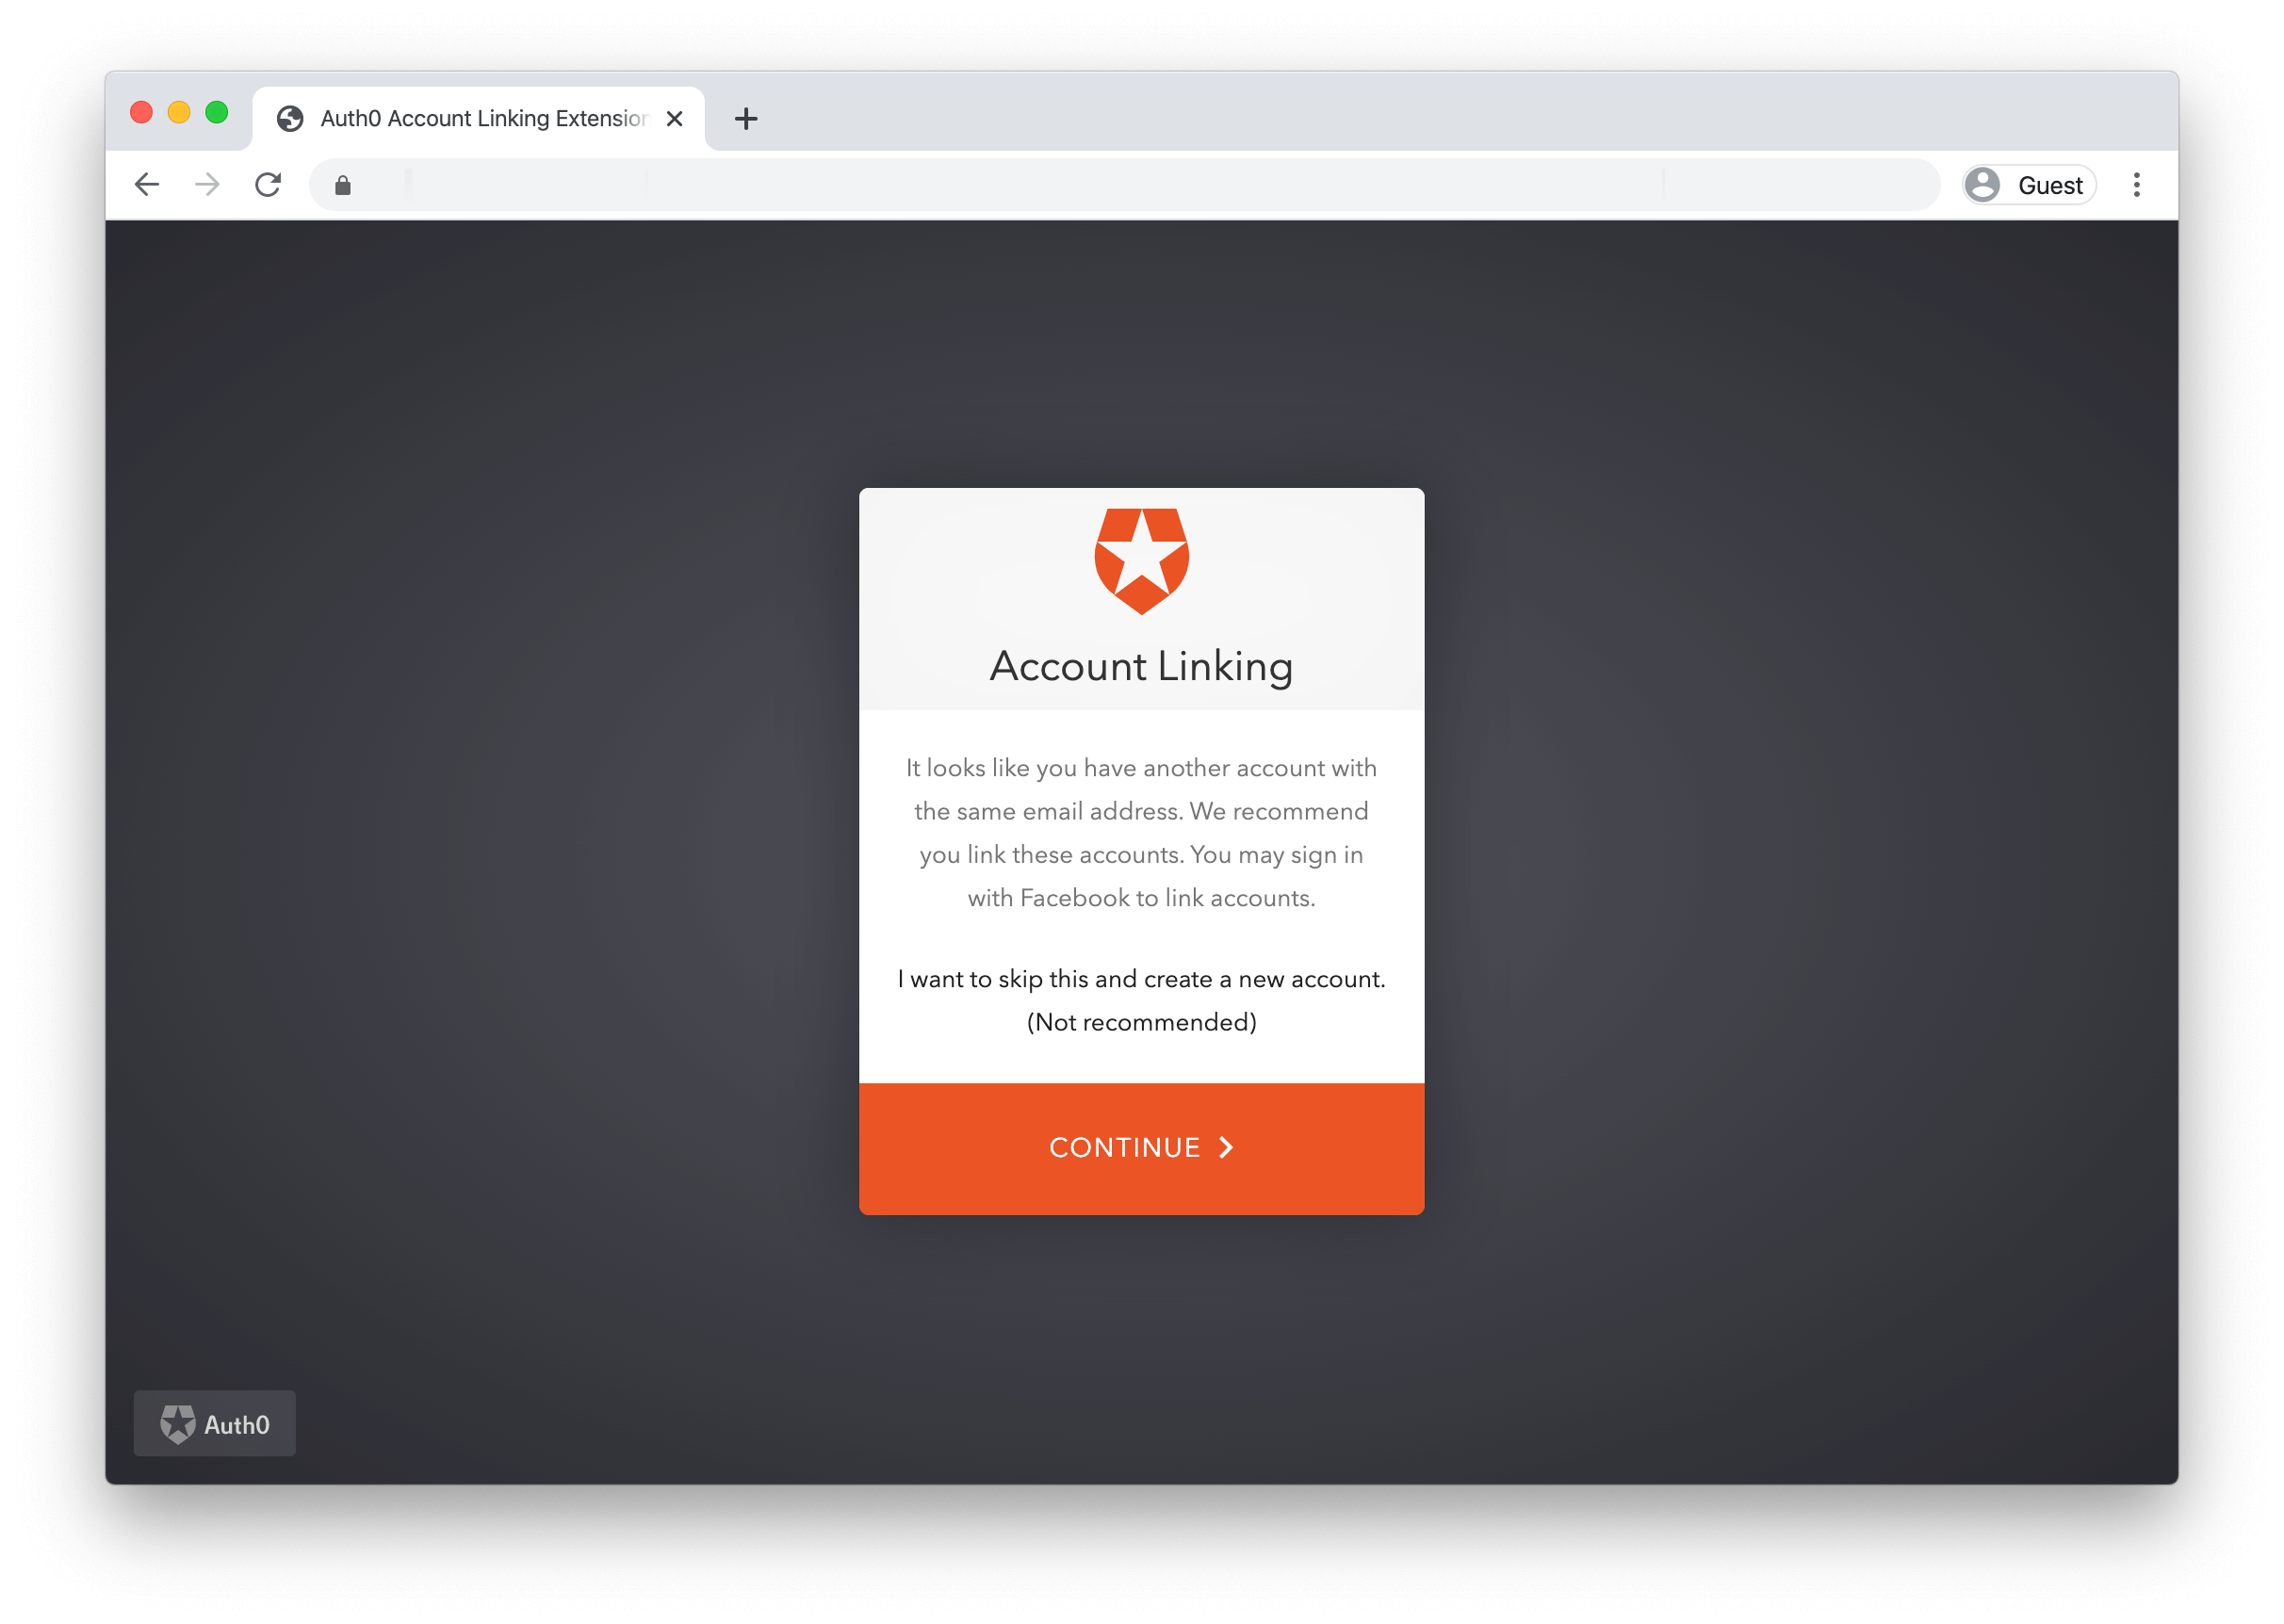 Auth0 Account Linking Extension
Guest
Account Linking
It looks like you have another account with
the same email address. We recommend
you link these accounts. You may sign in
with Facebook to link accounts.
I want to skip this and create a new account.
(Not recommended)
CONTINUE
Auth0